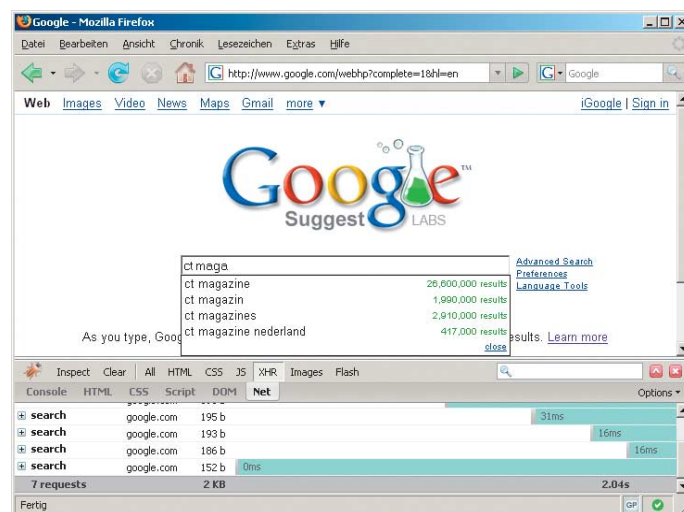 Google - Mozilla Firefox
Datei Bearbeiten Ansicht Chronik Lesezeichen Extras Hilfe
G http://www.google.com/webhp?complete=1&hl=en G Google
Web Images Video News Maps Gmail more ▼ iGoogle | Sign in
Google™
Suggest LABS
ct maga Advanced Search
Preferences
ct magazine 26,600,000 results Language Tools
ct magazin 1,990,000 results
ct magazines 2,910,000 results
ct magazine nederland 417,000 results
As you type, Goog esults. Learn more
close
Inspect Clear All HTML CSS JS XHR Images Flash
Console HTML CSS Script DOM Net Options
search google.com 195 b 31ms
search google.com 193 b 16ms
search google.com 186 b 16ms
search google.com 152 b 0ms
7 requests 2 KB 2.04s
Fertig GP